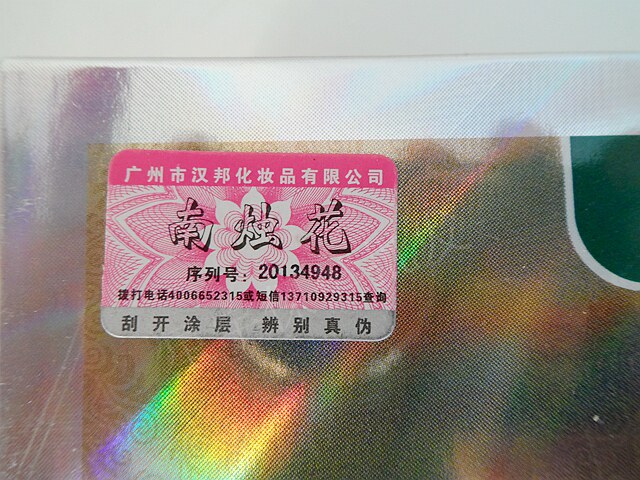 广州市汉邦化妆品有限公司
南烛花
序列号：20134948
拨打电话4006652315或短信13710929315查询
刮开涂层 辨别真伪